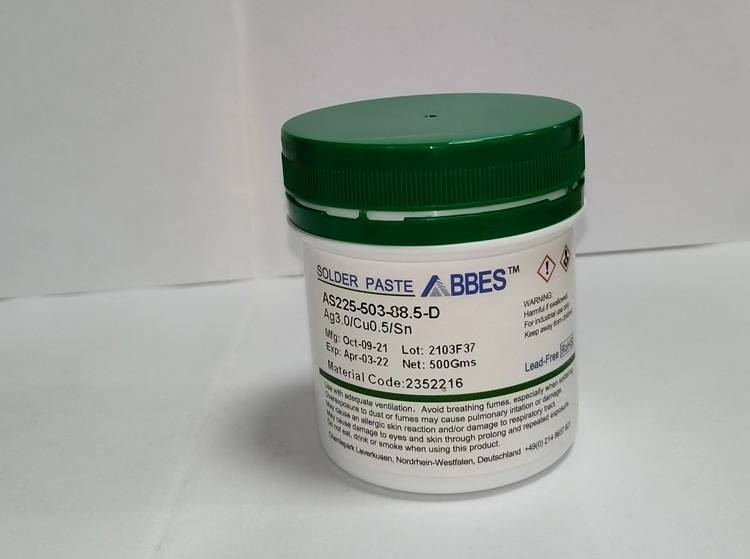 SOLDER PASTE ABBES™
AS225-503-88.5-D
Ag3.0/Cu0.5/Sn
Mfg: Oct-09-21 Lot: 2103F37
Exp: Apr-03-22 Net: 500Gms
Material Code:2352216
WARNING:
Harmful if swallowed.
For industrial use only.
Keep away from children.
Lead-Free RoHS
Use with adequate ventilation, Avoid breathing fumes, especially when soldering.
Overexposure to dust or fumes may cause pulmonary irritation or damage.
May cause an allergic skin reaction and/or damage to respiratory tract.
May cause damage to eyes and skin through prolong and repeated exposure.
Do not eat, drink or smoke when using this product.
Chempark Leverkusen, Nordrhein-Westfalen, Deutschland +49(0) 214